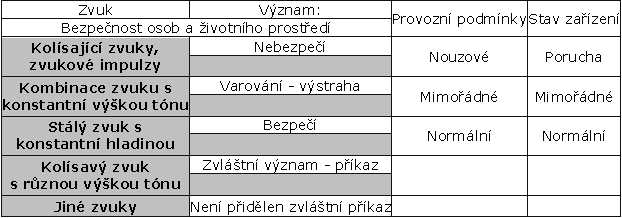 Zvuk Význam: Provozní podmínky Stav zařízení
Bezpečnost osob a životního prostředí
Kolísající zvuky, Nebezpečí Nouzové Porucha
zvukové impulzy
Kombinace zvuku s Varování - výstraha Mimořádné Mimořádné
konstantní výškou tónu
Stálý zvuk s Bezpečí Normální Normální
konstantní hladinou
Kolísavý zvuk Zvláštní význam - příkaz
s různou výškou tónu
Jiné zvuky Není přidělen zvláštní příkaz